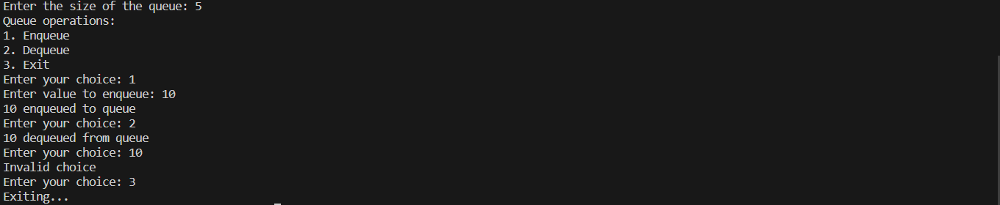 Enter the size of the queue: 5
Queue operations:
1. Enqueue
2. Dequeue
3. Exit
Enter your choice: 1
Enter value to enqueue: 10
10 enqueued to queue
Enter your choice: 2
10 dequeued from queue
Enter your choice: 10
Invalid choice
Enter your choice: 3
Exiting...